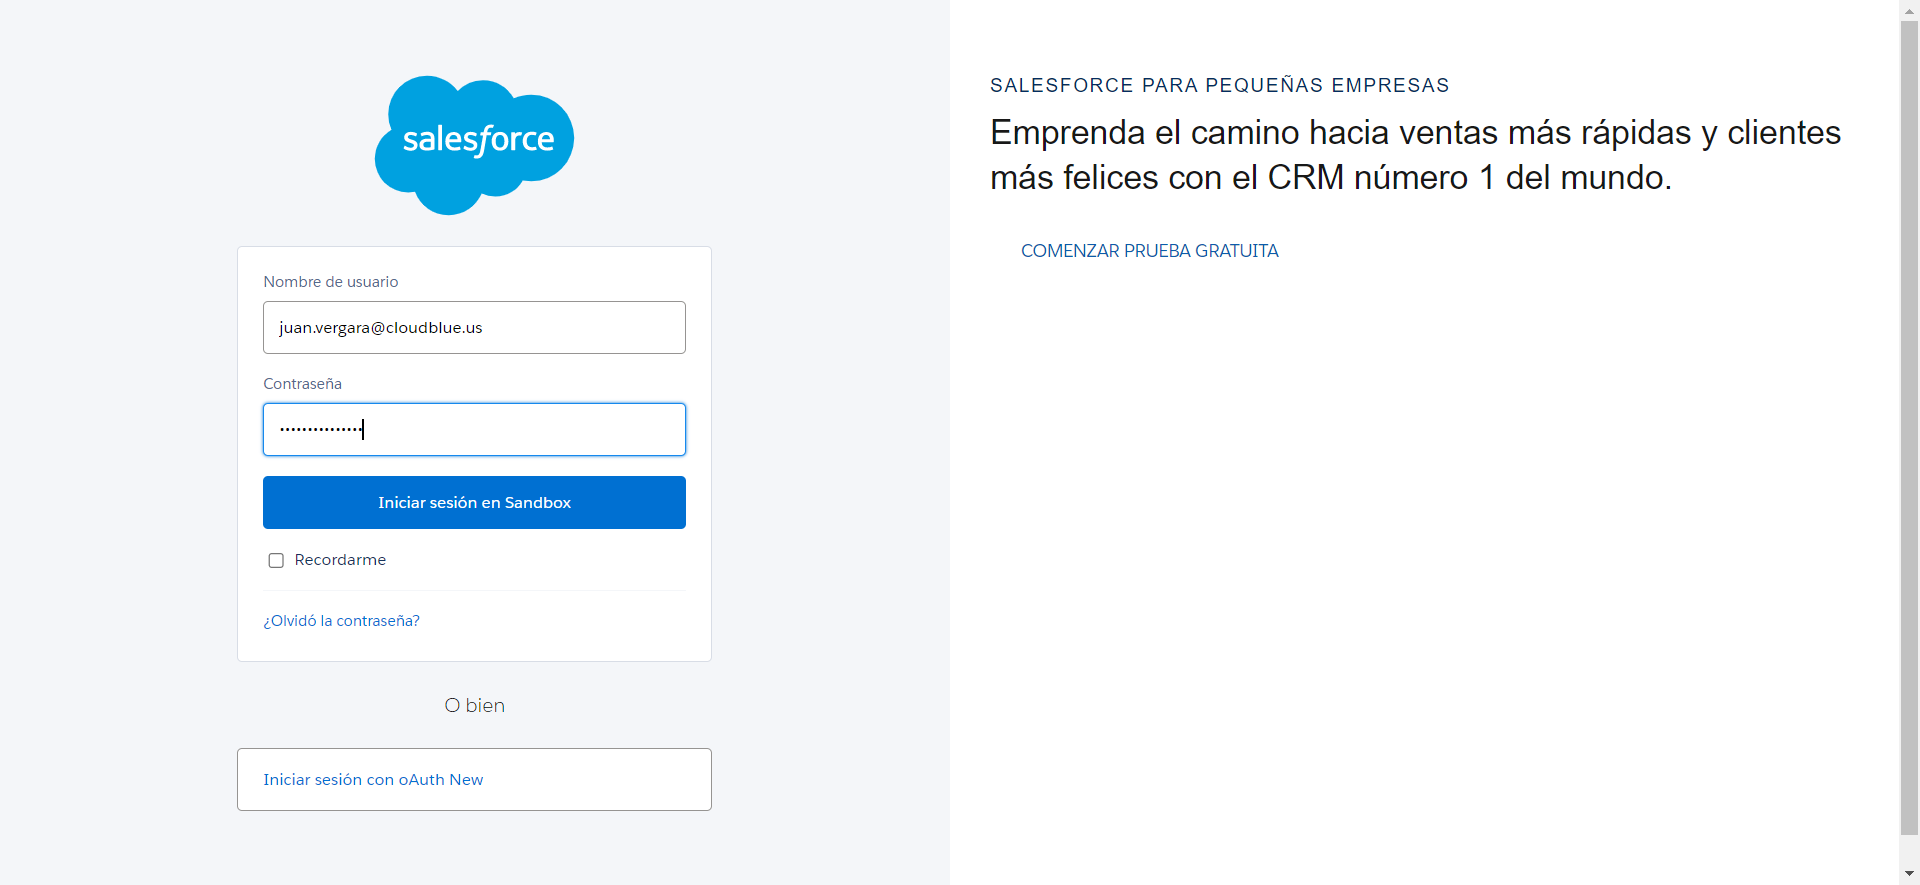 salesforce
Nombre de usuario
juan.vergara@cloudblue.us
Contraseña
•••••••••••••••
Iniciar sesión en Sandbox
Recordarme
¿Olvidó la contraseña?
O bien
Iniciar sesión con oAuth New
SALESFORCE PARA PEQUEÑAS EMPRESAS
Emprenda el camino hacia ventas más rápidas y clientes
más felices con el CRM número 1 del mundo.
COMENZAR PRUEBA GRATUITA